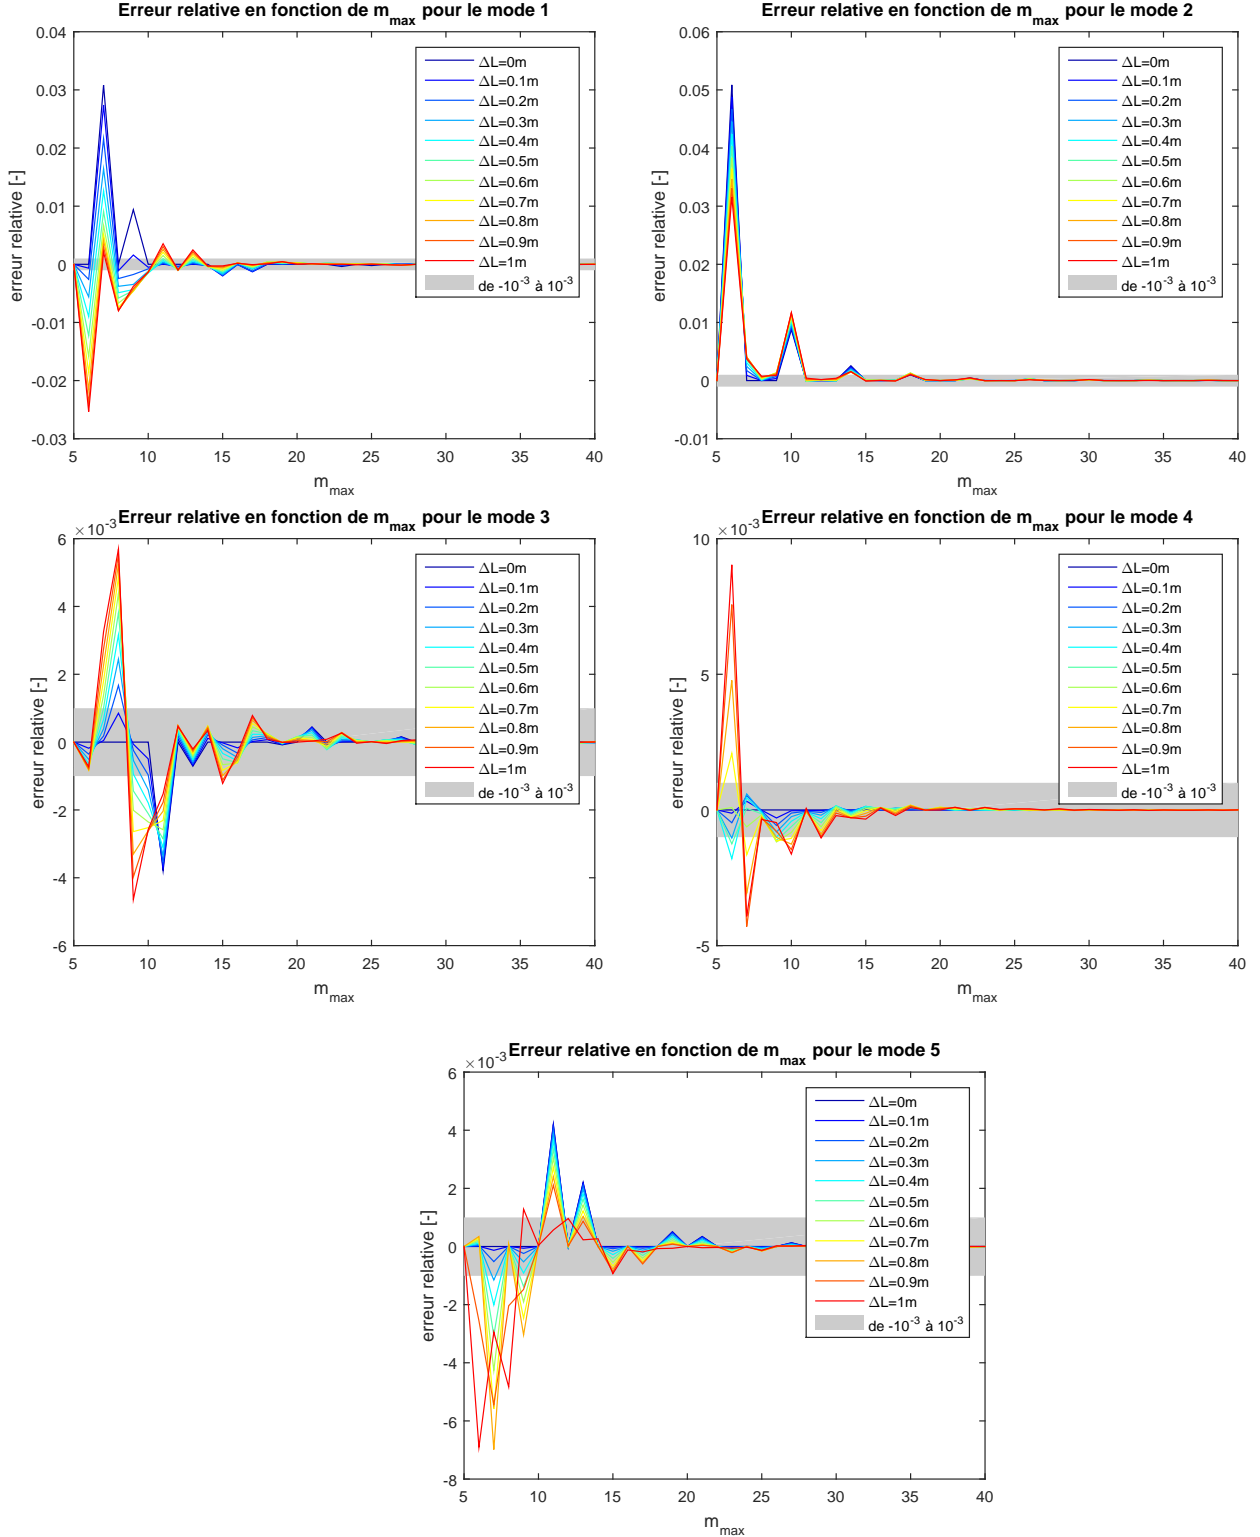 Erreur relative en fonction de m_max pour le mode 1
0.04
0.03
0.02
0.01
0
-0.01
-0.02
-0.03
erreur relative [-]
5 10 15 20 25 30 35 40
m_max
ΔL=0m
ΔL=0.1m
ΔL=0.2m
ΔL=0.3m
ΔL=0.4m
ΔL=0.5m
ΔL=0.6m
ΔL=0.7m
ΔL=0.8m
ΔL=0.9m
ΔL=1m
de -10^-3 à 10^-3
Erreur relative en fonction de m_max pour le mode 2
0.06
0.05
0.04
0.03
0.02
0.01
0
-0.01
erreur relative [-]
5 10 15 20 25 30 35 40
m_max
ΔL=0m
ΔL=0.1m
ΔL=0.2m
ΔL=0.3m
ΔL=0.4m
ΔL=0.5m
ΔL=0.6m
ΔL=0.7m
ΔL=0.8m
ΔL=0.9m
ΔL=1m
de -10^-3 à 10^-3
Erreur relative en fonction de m_max pour le mode 3
×10^-3
6
4
2
0
-2
-4
-6
erreur relative [-]
5 10 15 20 25 30 35 40
m_max
ΔL=0m
ΔL=0.1m
ΔL=0.2m
ΔL=0.3m
ΔL=0.4m
ΔL=0.5m
ΔL=0.6m
ΔL=0.7m
ΔL=0.8m
ΔL=0.9m
ΔL=1m
de -10^-3 à 10^-3
Erreur relative en fonction de m_max pour le mode 4
×10^-3
10
5
0
-5
erreur relative [-]
5 10 15 20 25 30 35 40
m_max
ΔL=0m
ΔL=0.1m
ΔL=0.2m
ΔL=0.3m
ΔL=0.4m
ΔL=0.5m
ΔL=0.6m
ΔL=0.7m
ΔL=0.8m
ΔL=0.9m
ΔL=1m
de -10^-3 à 10^-3
Erreur relative en fonction de m_max pour le mode 5
×10^-3
6
4
2
0
-2
-4
-6
-8
erreur relative [-]
5 10 15 20 25 30 35 40
m_max
ΔL=0m
ΔL=0.1m
ΔL=0.2m
ΔL=0.3m
ΔL=0.4m
ΔL=0.5m
ΔL=0.6m
ΔL=0.7m
ΔL=0.8m
ΔL=0.9m
ΔL=1m
de -10^-3 à 10^-3